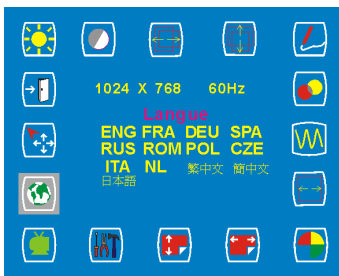 1024 X 768 60Hz
Langue
ENG FRA DEU SPA
RUS ROM POL CZE
ITA NL 繁中文 簡中文
日本語